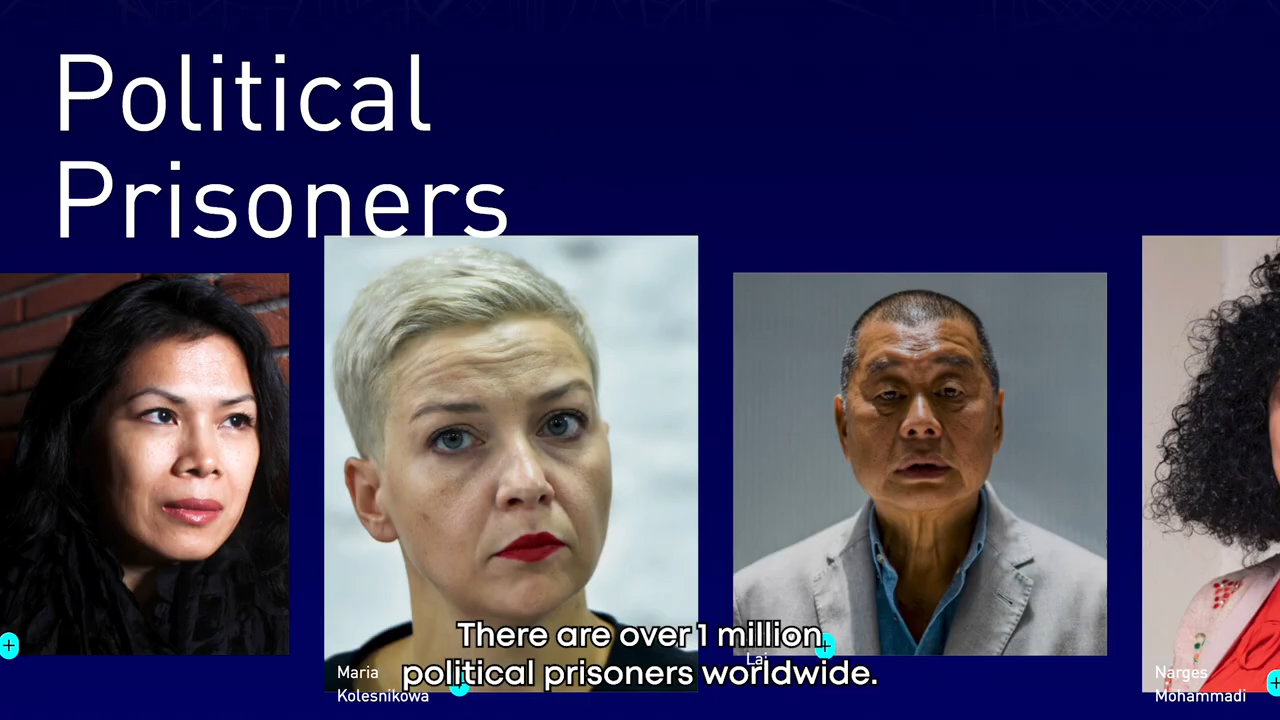 Political
Prisoners
Maria
Kolesnikowa
Lai
Narges
Mohammadi
There are over 1 million
political prisoners worldwide.